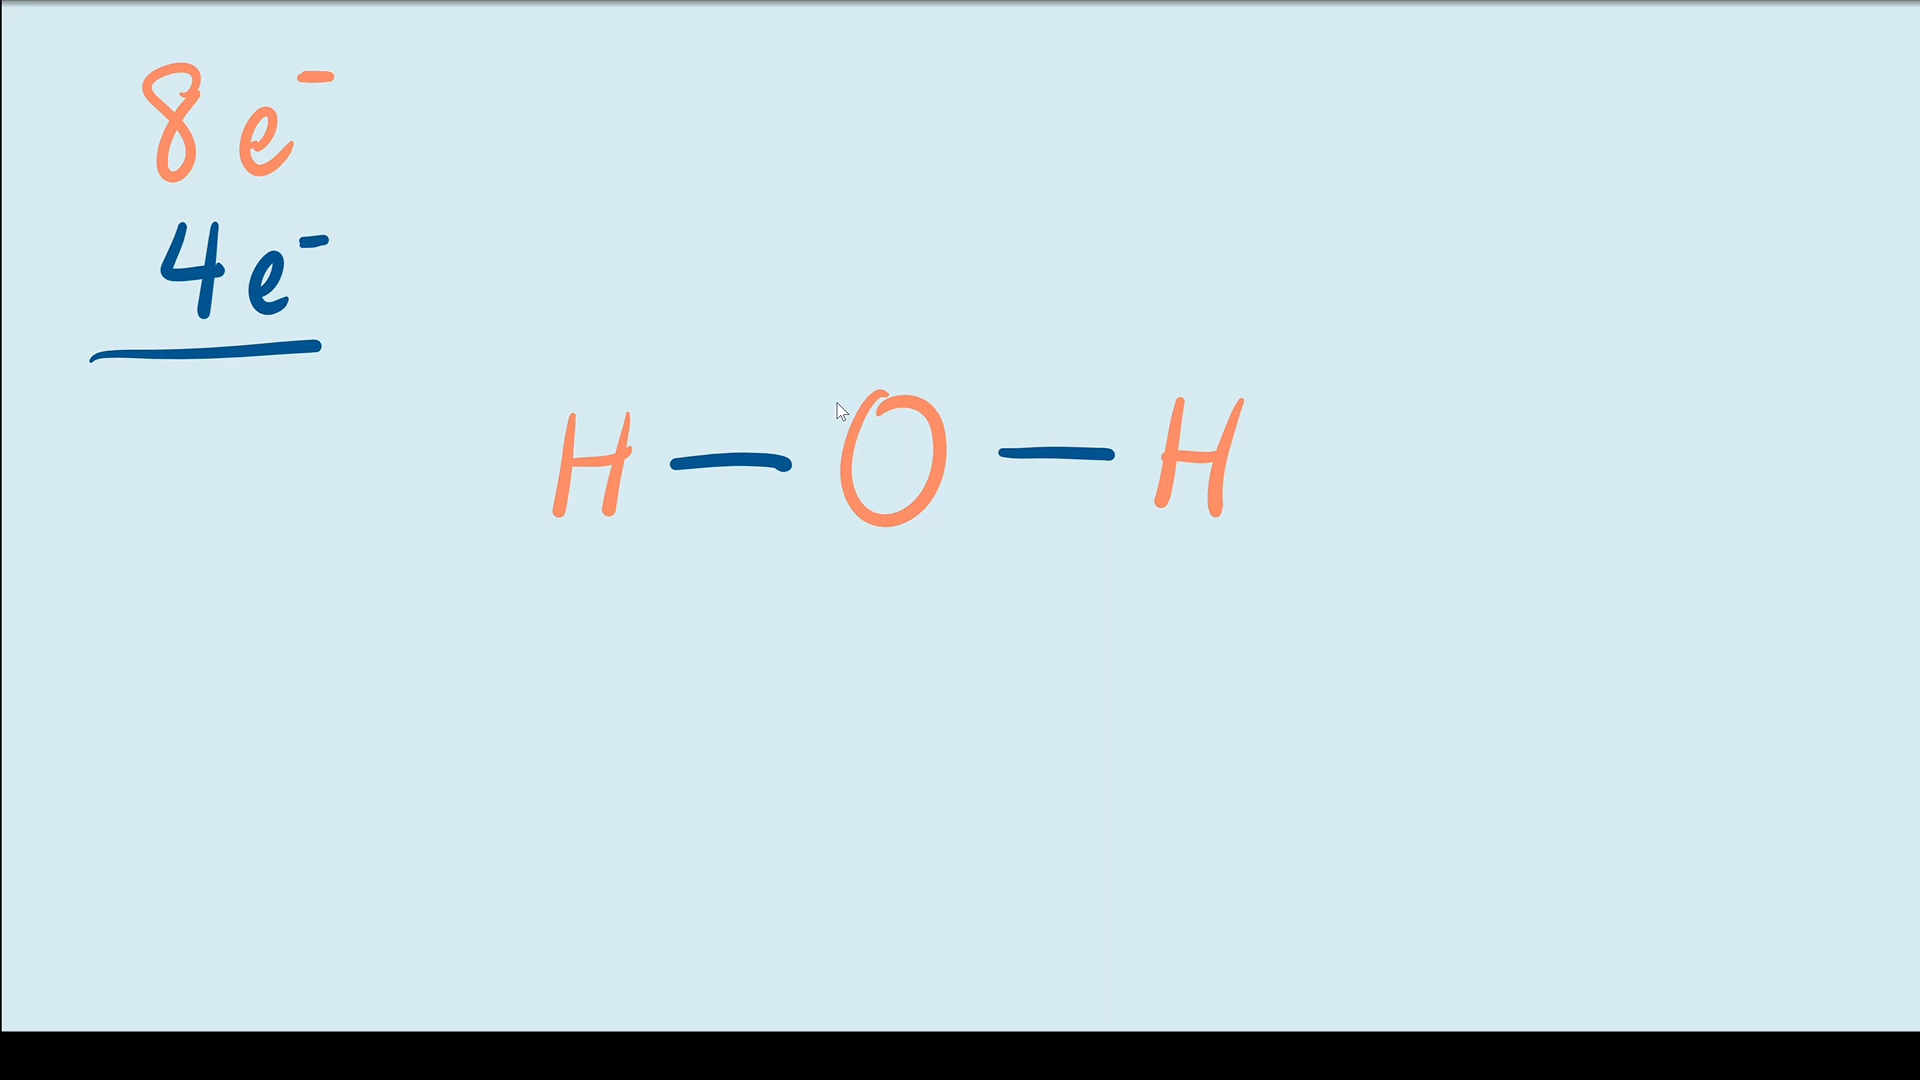 8e⁻
4e⁻
H — O — H